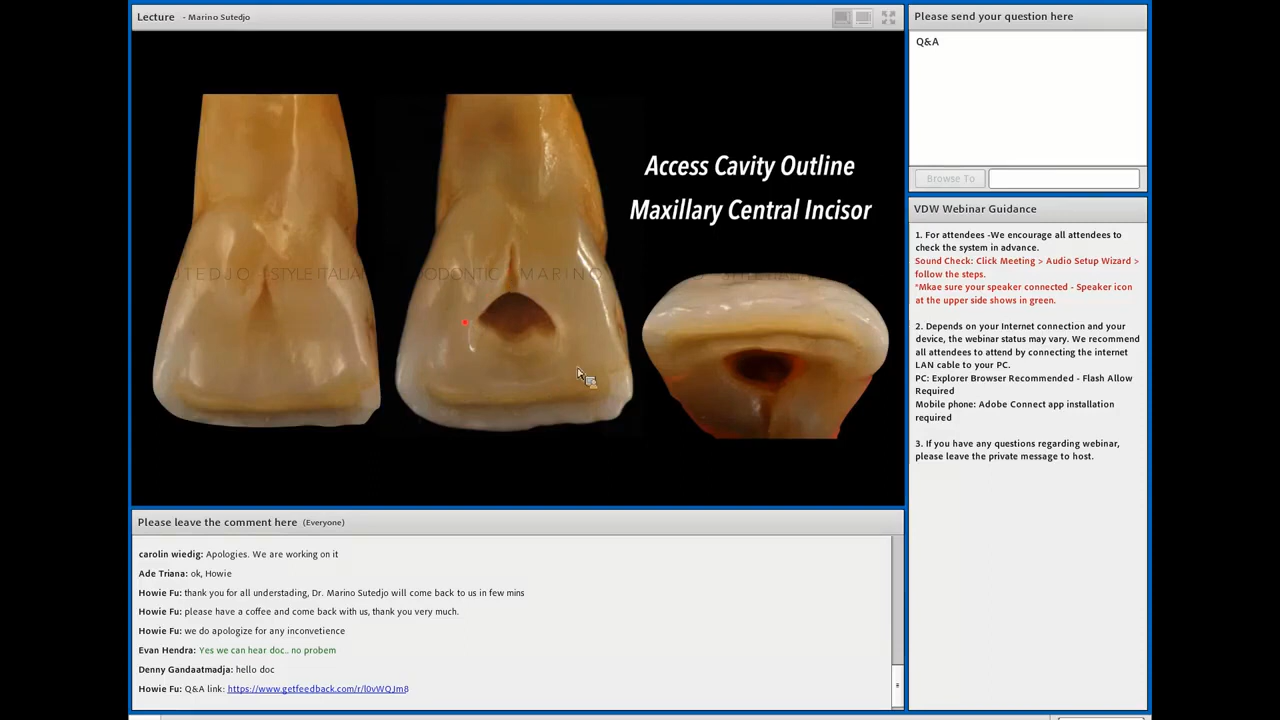 Lecture - Marino Sutedjo
Access Cavity Outline
Maxillary Central Incisor
Please leave the comment here (Everyone)
carolin wiedig: Apologies. We are working on it
Ade Triana: ok, Howie
Howie Fu: thank you for all understading, Dr. Marino Sutedjo will come back to us in few mins
Howie Fu: please have a coffee and come back with us, thank you very much.
Howie Fu: we do apologize for any incovetience
Evan Hendra: Yes we can hear doc.. no probem
Denny Gandaatmadja: hello doc
Howie Fu: Q&A link: https://www.getfeedback.com/r/l0vWQJm8
Please send your question here
Q&A
Browse To
VDW Webinar Guidance
1. For attendees -We encourage all attendees to
check the system in advance.
Sound Check: Click Meeting > Audio Setup Wizard >
follow the steps.
*Mkae sure your speaker connected - Speaker icon
at the upper side shows in green.
2. Depends on your Internet connection and your
device, the webinar status may vary. We recommend
all attendees to attend by connecting the internet
LAN cable to your PC.
PC: Explorer Browser Recommended - Flash Allow
Required
Mobile phone: Adobe Connect app installation
required
3. If you have any questions regarding webinar,
please leave the private message to host.